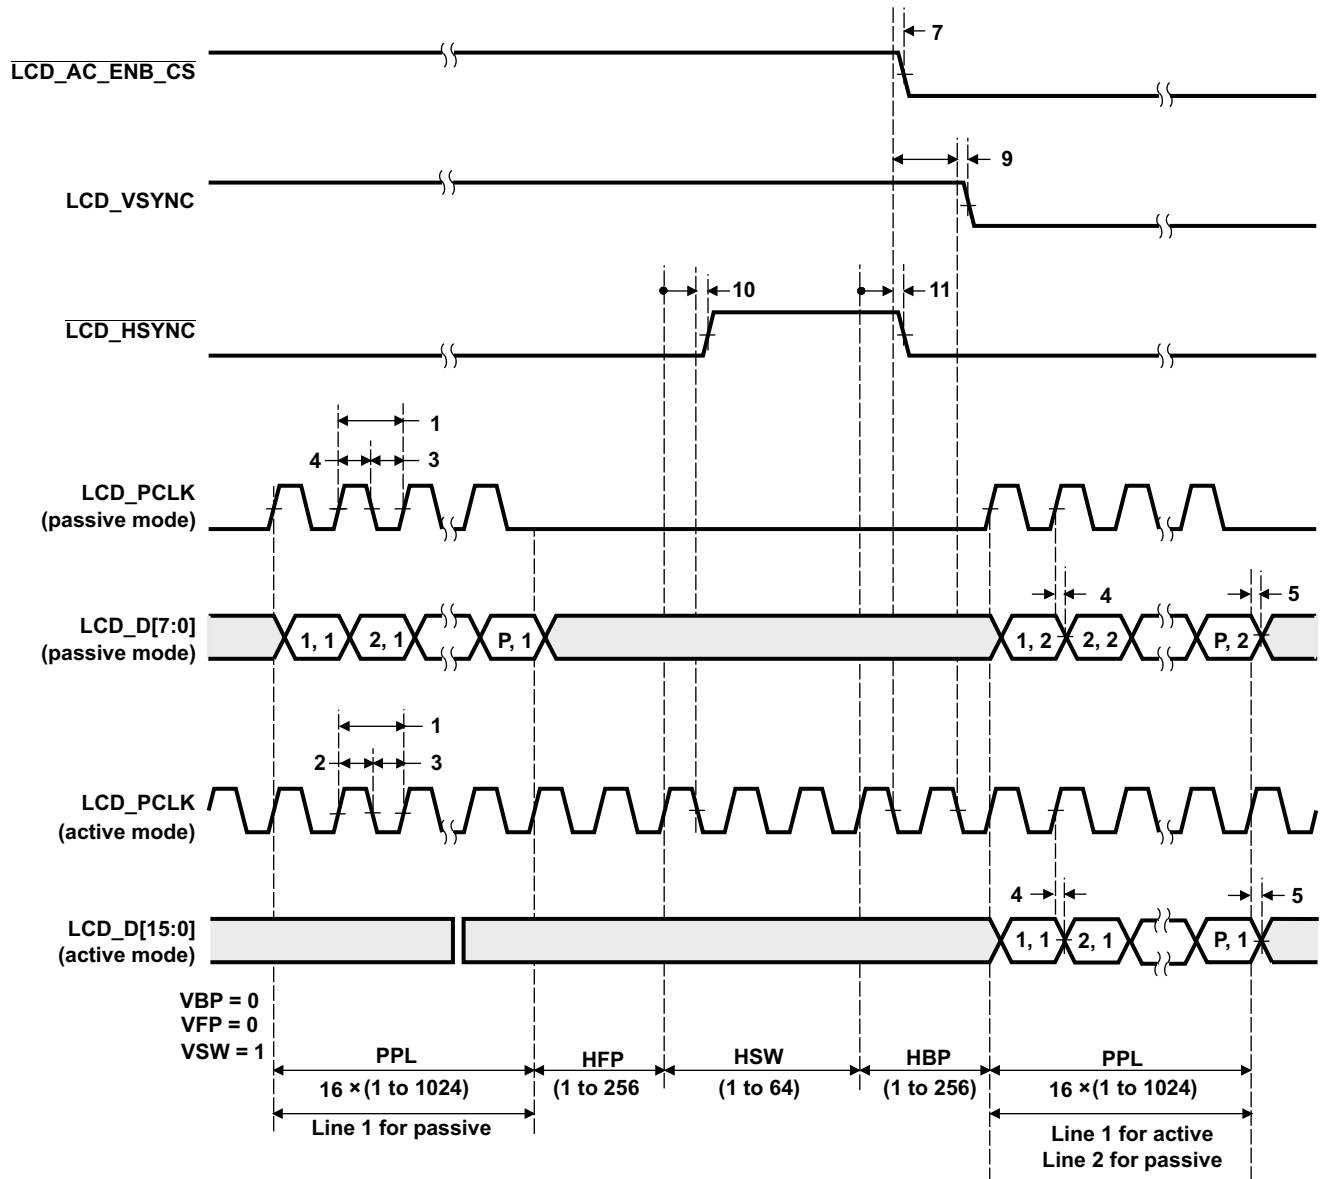 7
LCD_AC_ENB_CS
9
LCD_VSYNC
10
11
LCD_HSYNC
1
4
3
LCD_PCLK
(passive mode)
4
5
LCD_D[7:0]
(passive mode)
1, 1
2, 1
P, 1
1, 2
2, 2
P, 2
1
2
3
LCD_PCLK
(active mode)
4
5
LCD_D[15:0]
(active mode)
1, 1
2, 1
P, 1
VBP = 0
VFP = 0
VSW = 1
PPL
HFP
HSW
HBP
PPL
16 × (1 to 1024)
(1 to 256
(1 to 64)
(1 to 256)
16 × (1 to 1024)
Line 1 for passive
Line 1 for active
Line 2 for passive